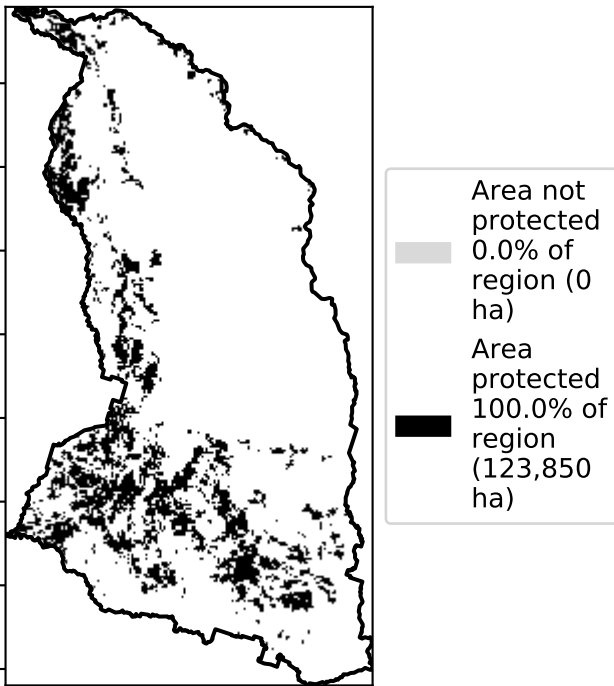 Area not
protected
0.0% of
region (0
ha)
Area
protected
100.0% of
region
(123,850
ha)